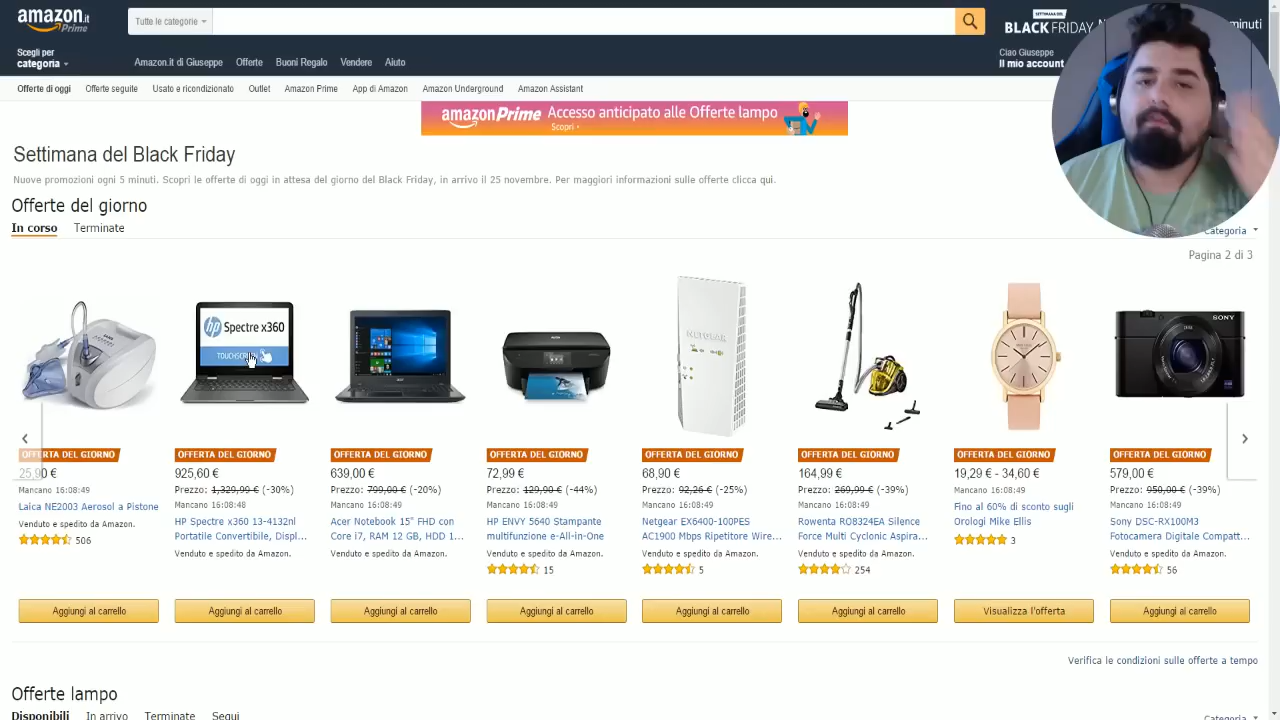 amazon.it
Prime
Tutte le categorie
SETTIMANA DEL
BLACK FRIDAY
minuti
Scegli per
categoria
Amazon.it di Giuseppe Offerte Buoni Regalo Vendere Aiuto
Ciao Giuseppe
Il mio account
Offerte di oggi Offerte seguite Usato e ricondizionato Outlet Amazon Prime App di Amazon Amazon Underground Amazon Assistant
amazonPrime Accesso anticipato alle Offerte lampo
Scopri ›
Settimana del Black Friday
Nuove promozioni ogni 5 minuti. Scopri le offerte di oggi in attesa del giorno del Black Friday, in arrivo il 25 novembre. Per maggiori informazioni sulle offerte clicca qui.
Offerte del giorno
In corso Terminate
Categoria
Pagina 2 di 3
hp Spectre x360
NETGEAR
SONY
OFFERTA DEL GIORNO OFFERTA DEL GIORNO OFFERTA DEL GIORNO OFFERTA DEL GIORNO OFFERTA DEL GIORNO OFFERTA DEL GIORNO OFFERTA DEL GIORNO OFFERTA DEL GIORNO
25,90 € 925,60 € 639,00 € 72,99 € 68,90 € 164,99 € 19,29 € - 34,60 € 579,00 €
Mancano 16:08:49 Prezzo: 1,329,99 € (-30%) Prezzo: 799,00 € (-20%) Prezzo: 129,90 € (-44%) Prezzo: 92,26 € (-25%) Prezzo: 269,99 € (-39%) Mancano 16:08:49 Prezzo: 950,00 € (-39%)
Laica NE2003 Aerosol a Pistone Mancano 16:08:48 Mancano 16:08:49 Mancano 16:08:49 Mancano 16:08:49 Mancano 16:08:49 Fino al 60% di sconto sugli Mancano 16:08:49
Venduto e spedito da Amazon. HP Spectre x360 13-4132nl Acer Notebook 15" FHD con HP ENVY 5640 Stampante Netgear EX6400-100PES Rowenta RO8324EA Silence Orologi Mike Ellis Sony DSC-RX100M3
506 Portatile Convertibile, Displ... Core i7, RAM 12 GB, HDD 1... multifunzione e-All-in-One AC1900 Mbps Ripetitore Wire... Force Multi Cyclonic Aspira... 3 Fotocamera Digitale Compatt...
Venduto e spedito da Amazon. Venduto e spedito da Amazon. Venduto e spedito da Amazon. Venduto e spedito da Amazon. Venduto e spedito da Amazon. Venduto e spedito da Amazon.
15 5 254 56
Aggiungi al carrello Aggiungi al carrello Aggiungi al carrello Aggiungi al carrello Aggiungi al carrello Aggiungi al carrello Visualizza l'offerta Aggiungi al carrello
Verifica le condizioni sulle offerte a tempo
Offerte lampo
Disponibili In arrivo Terminate Segui
Categoria